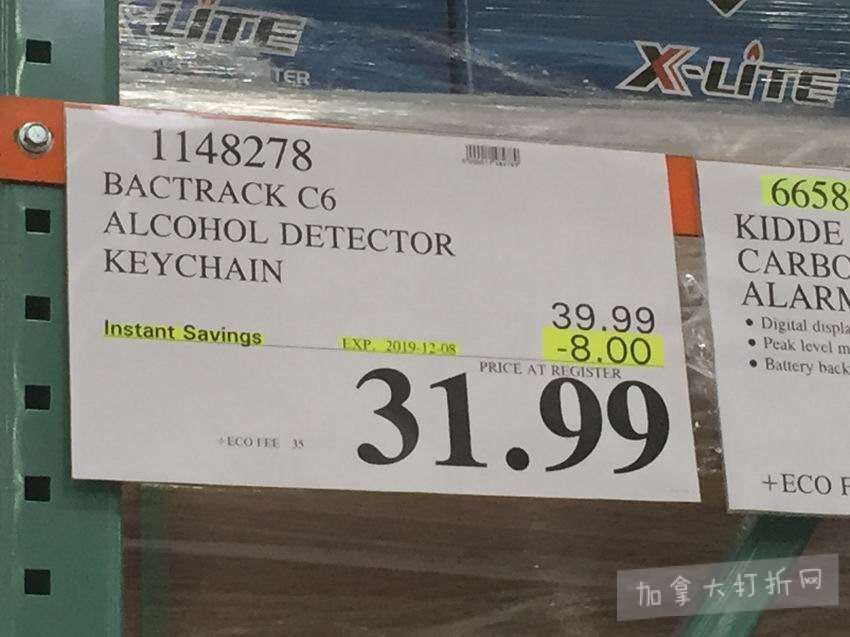 LITE
TER
X-LITE
1148278
BACTRACK C6
ALCOHOL DETECTOR
KEYCHAIN
39.99
Instant Savings EXP. 2019-12-08 -8.00
PRICE AT REGISTER
31.99
+ECO FEE 35
6658
KIDDE
CARBO
ALARM
• Digital displa
• Peak level m
• Battery back
+ECO F
加拿大打折网